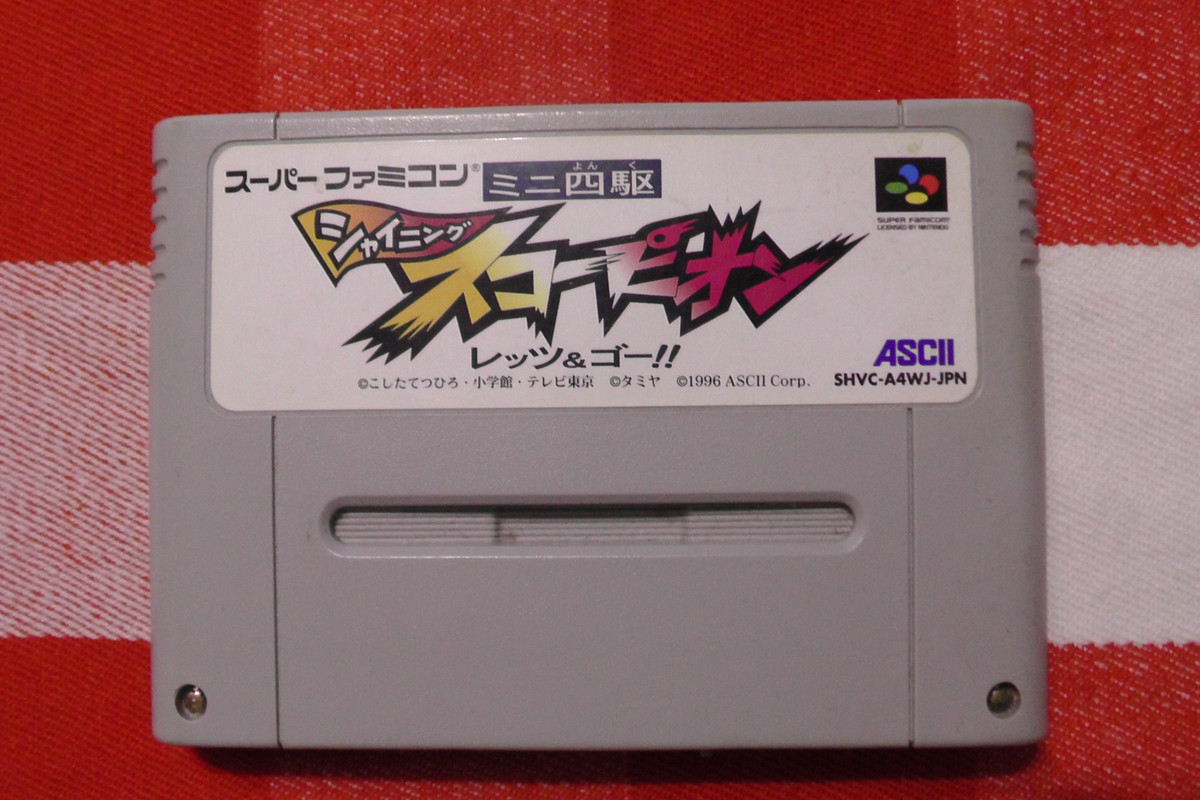 スーパーファミコン®
ミニ四駆
よんく
シャイニング
スコーピオン
レッツ&ゴー!!
©こしたてつひろ・小学館・テレビ東京 ©タミヤ ©1996 ASCII Corp.
SUPER FAMICOM
LICENSED BY NINTENDO
ASCII
SHVC-A4WJ-JPN